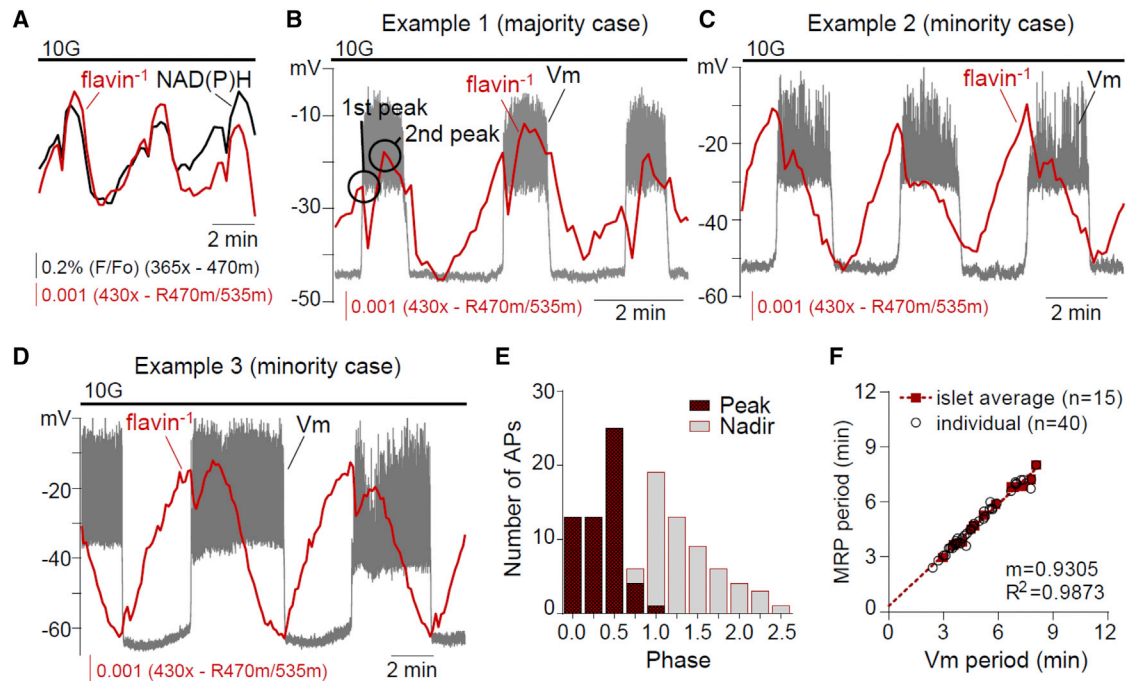 A
10G
flavin⁻¹ NAD(P)H
2 min
0.2% (F/Fo) (365x - 470m)
0.001 (430x - R470m/535m)
B
Example 1 (majority case)
10G
mV
-10
-30
-50
1st peak
2nd peak
flavin⁻¹
Vm
0.001 (430x - R470m/535m)
2 min
C
Example 2 (minority case)
10G
mV
-20
-40
-60
flavin⁻¹
Vm
0.001 (430x - R470m/535m)
2 min
D
Example 3 (minority case)
10G
mV
-20
-40
-60
flavin⁻¹
Vm
0.001 (430x - R470m/535m)
2 min
E
Number of APs
30
20
10
0
Peak
Nadir
0.0 0.5 1.0 1.5 2.0 2.5
Phase
F
MRP period (min)
12
9
6
3
0
islet average (n=15)
individual (n=40)
m=0.9305
R²=0.9873
0 3 6 9 12
Vm period (min)